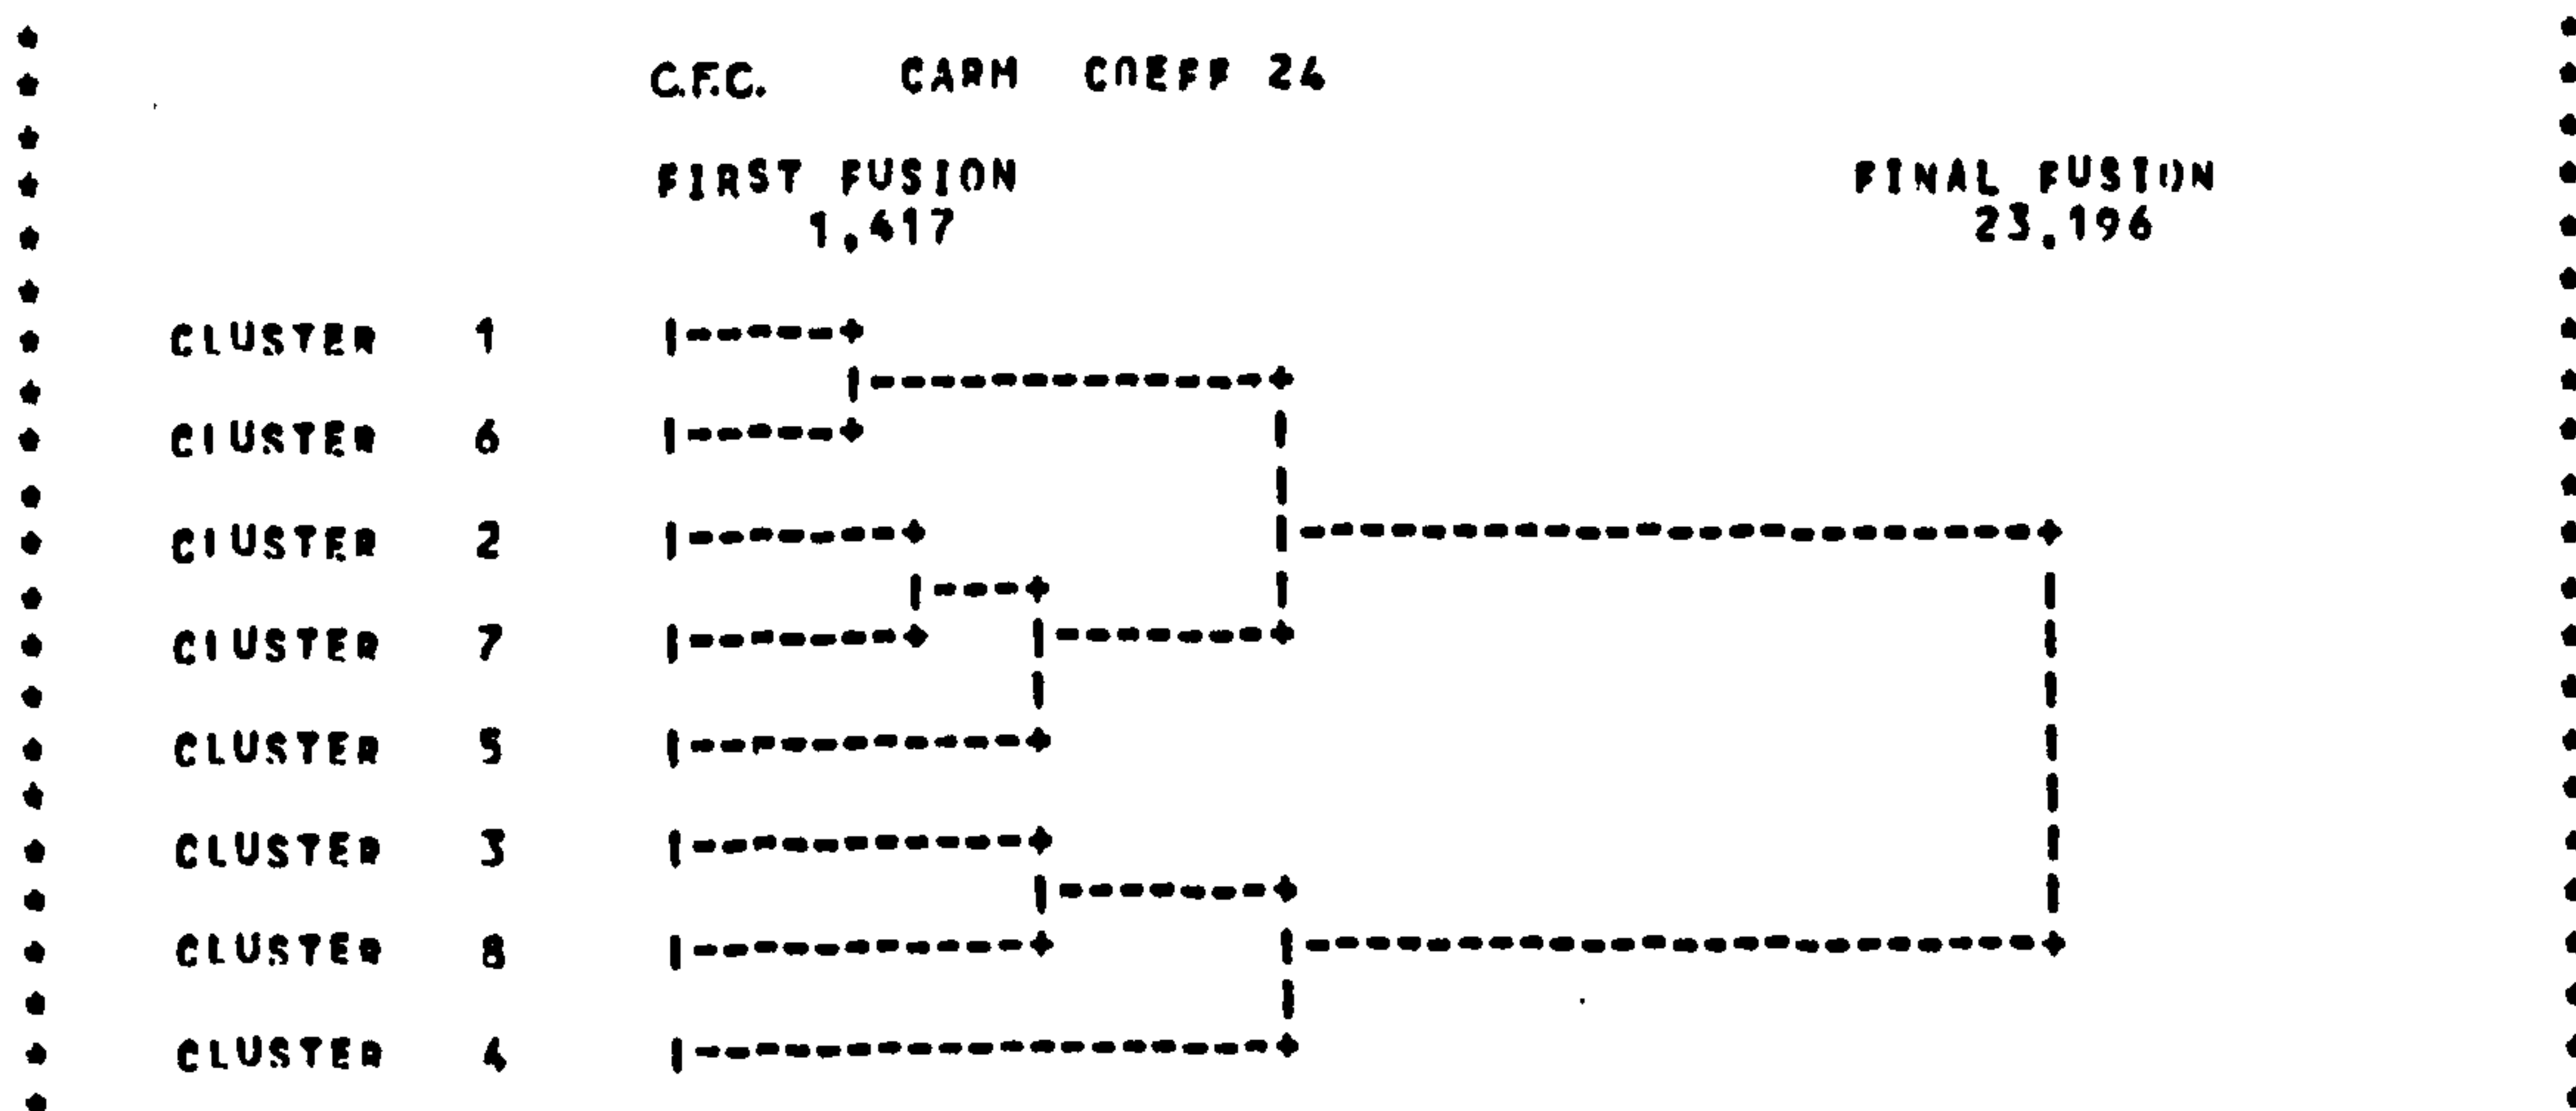 C.F.C. CARM COEFF 24
FIRST FUSION FINAL FUSION
1.417 23.196
CLUSTER 1
CLUSTER 6
CLUSTER 2
CLUSTER 7
CLUSTER 5
CLUSTER 3
CLUSTER 8
CLUSTER 4